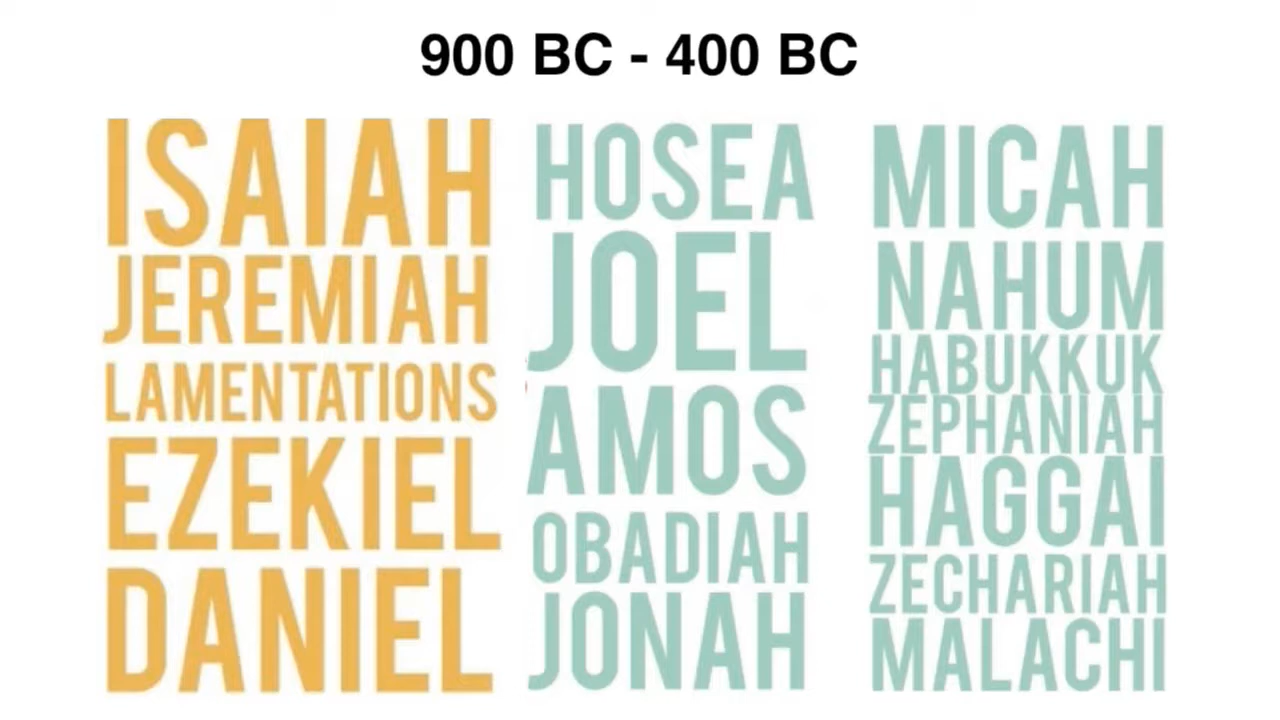 900 BC - 400 BC
ISAIAH
JEREMIAH
LAMENTATIONS
EZEKIEL
DANIEL
HOSEA
JOEL
AMOS
OBADIAH
JONAH
MICAH
NAHUM
HABUKKUK
ZEPHANIAH
HAGGAI
ZECHARIAH
MALACHI